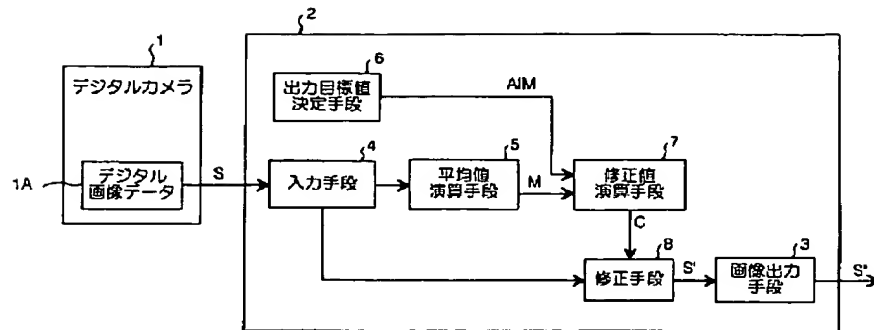 1
デジタルカメラ
1A
デジタル
画像データ
S
2
6
出力目標値
決定手段
AIM
4
入力手段
5
平均値
演算手段
M
7
修正値
演算手段
C
8
修正手段
S'
3
画像出力
手段
S"